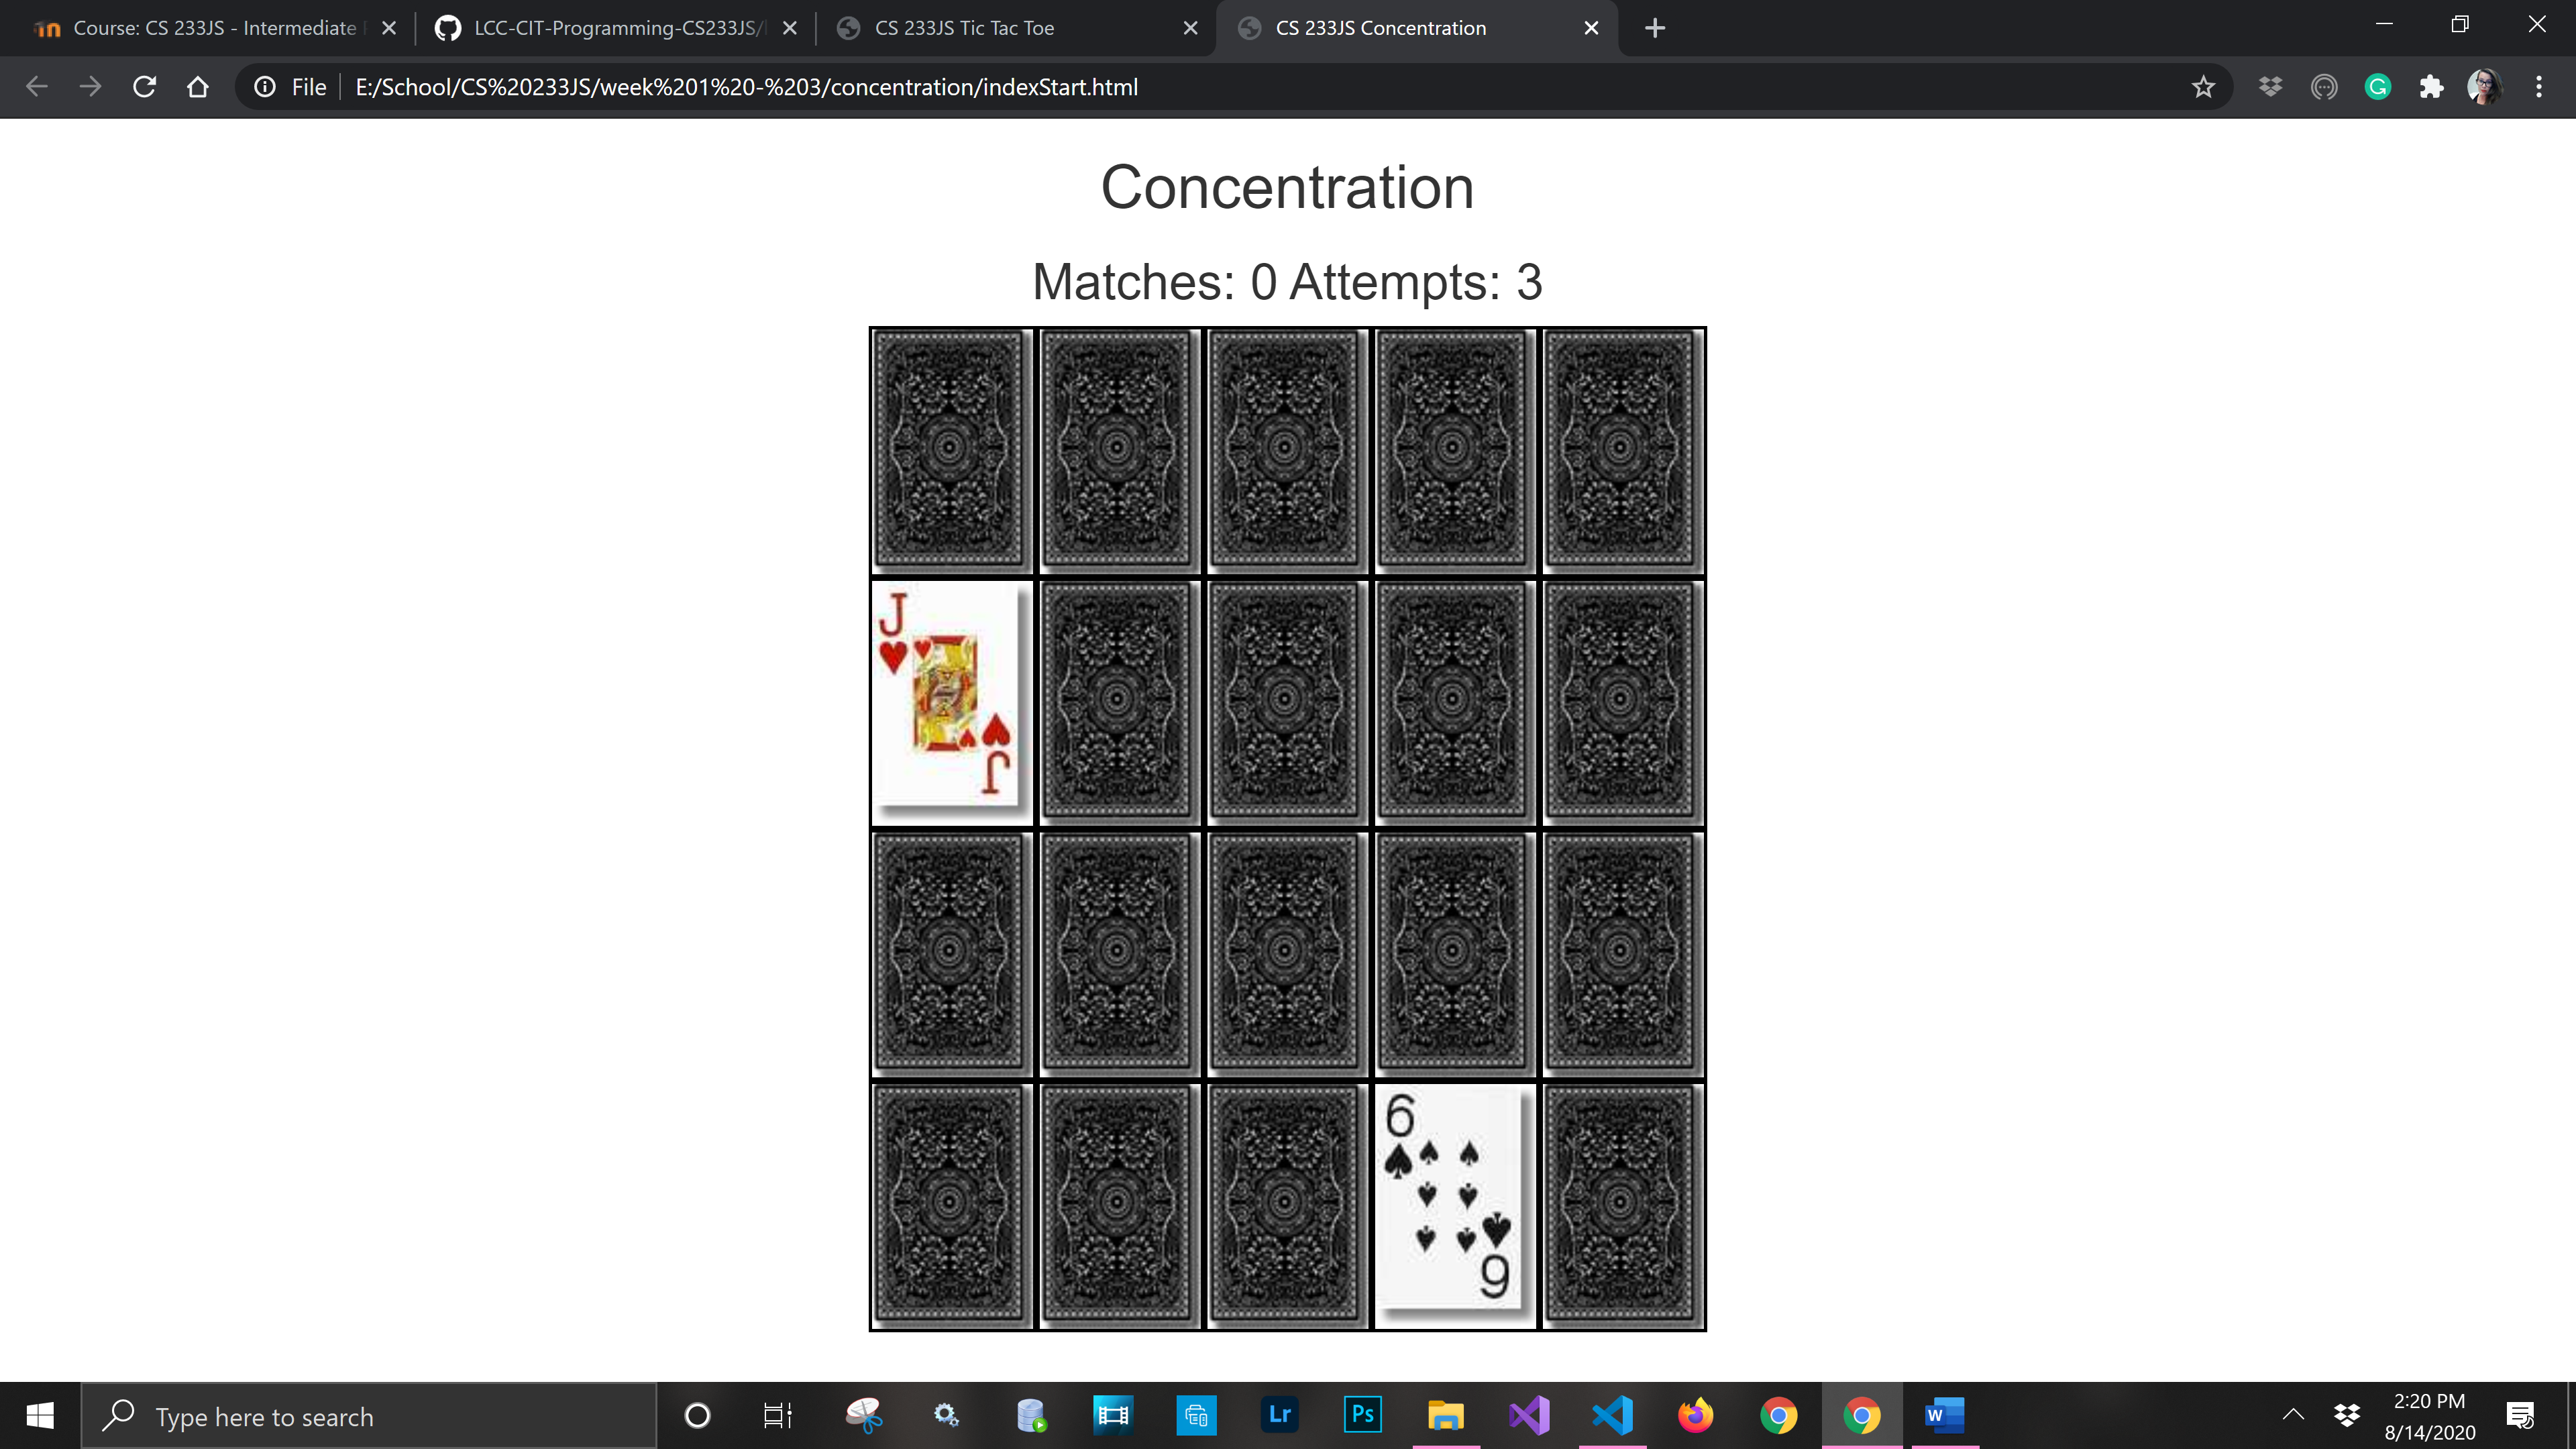 Course: CS 233JS - Intermediate
LCC-CIT-Programming-CS233JS/
CS 233JS Tic Tac Toe
CS 233JS Concentration
File
E:/School/CS%20233JS/week%201%20-%203/concentration/indexStart.html
Concentration
Matches: 0 Attempts: 3
J
J
6
6
Type here to search
Lr
Ps
W
2:20 PM
8/14/2020